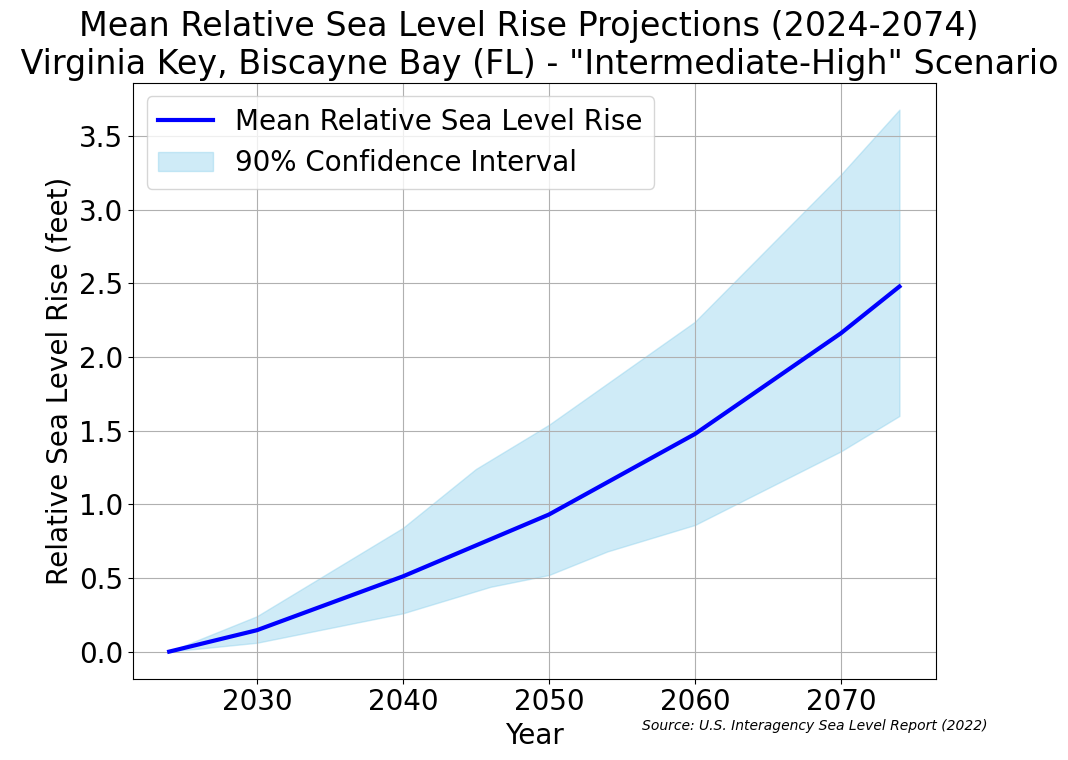 Mean Relative Sea Level Rise Projections (2024-2074)
Virginia Key, Biscayne Bay (FL) - "Intermediate-High" Scenario
Mean Relative Sea Level Rise
90% Confidence Interval
Relative Sea Level Rise (feet)
3.5
3.0
2.5
2.0
1.5
1.0
0.5
0.0
2030 2040 2050 2060 2070
Year
Source: U.S. Interagency Sea Level Report (2022)